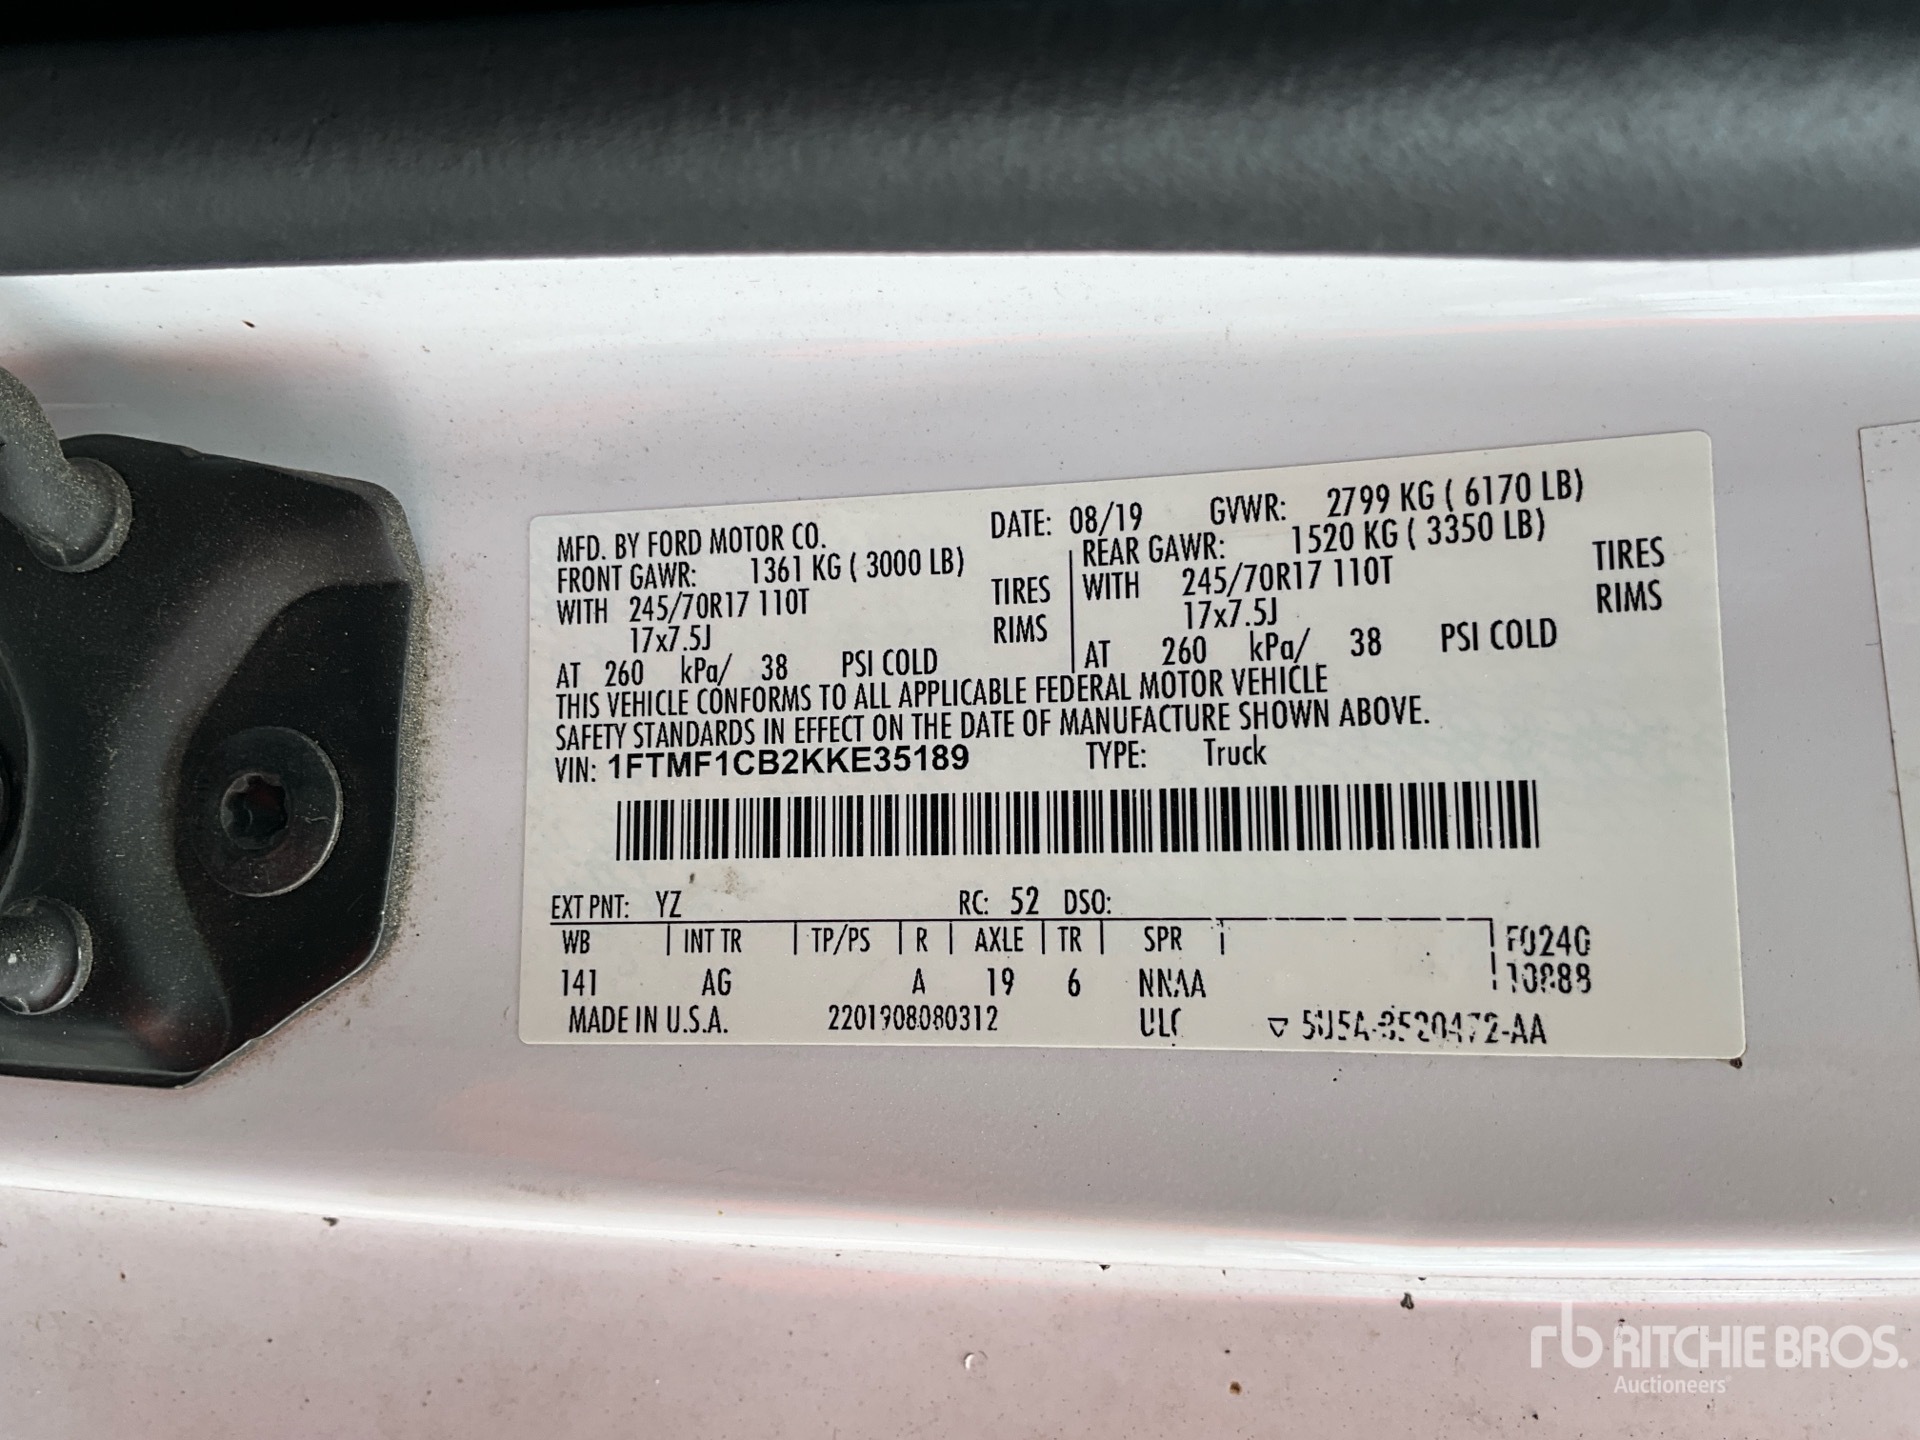 MFD. BY FORD MOTOR CO. DATE: 08/19 GVWR: 2799 KG ( 6170 LB)
FRONT GAWR: 1361 KG ( 3000 LB) REAR GAWR: 1520 KG ( 3350 LB)
WITH 245/70R17 110T TIRES WITH 245/70R17 110T TIRES
17x7.5J RIMS 17x7.5J RIMS
AT 260 kPa/ 38 PSI COLD AT 260 kPa/ 38 PSI COLD
THIS VEHICLE CONFORMS TO ALL APPLICABLE FEDERAL MOTOR VEHICLE
SAFETY STANDARDS IN EFFECT ON THE DATE OF MANUFACTURE SHOWN ABOVE.
VIN: 1FTMF1CB2KKE35189 TYPE: Truck
EXT PNT: YZ RC: 52 DSO:
WB INT TR TP/PS R AXLE TR SPR
141 AG A 19 6 NNAA
MADE IN U.S.A. 2201908080312
rb RITCHIE BROS.
Auctioneers